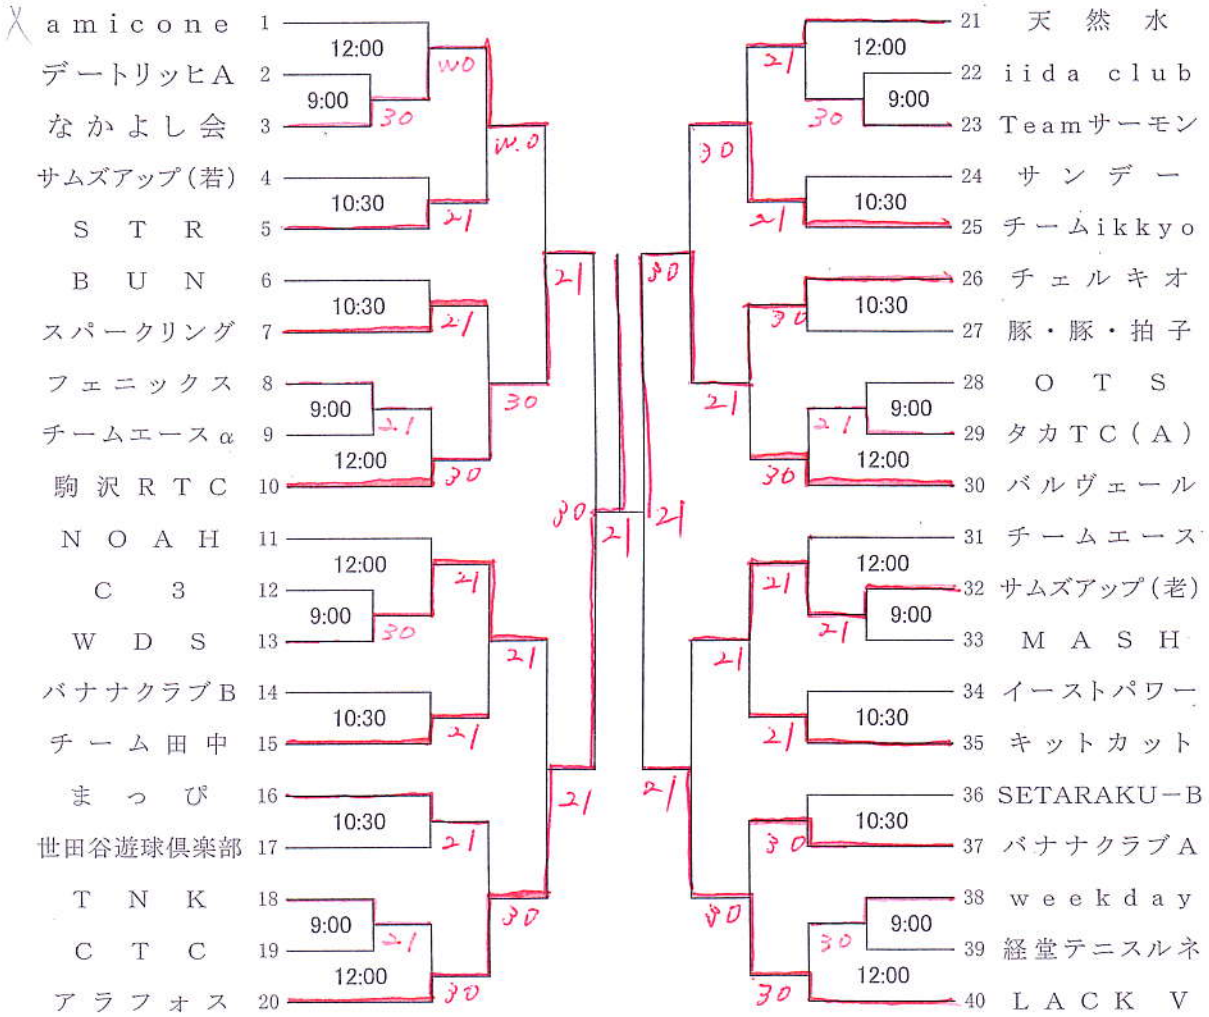 amicone 1
12:00
W0
デートリッヒA 2
9:00
30
なかよし会 3
W.0
サムズアップ(若) 4
10:30
21
STR 5
21
BUN 6
10:30
21
スパークリング 7
フェニックス 8
30
9:00
21
チームエースα 9
12:00
30
駒沢RTC 10
30
21
NOAH 11
12:00
21
C3 12
9:00
30
WDS 13
21
バナナクラブB 14
10:30
21
チーム田中 15
21
まっぴ 16
10:30
21
世田谷遊球倶楽部 17
TNK 18
30
9:00
21
CTC 19
12:00
30
アラフォス 20
21 天然水
12:00
21
22 iida club
9:00
30
23 Teamサーモン
30
24 サンデー
10:30
21
25 チームikkyo
30
26 チェルキオ
10:30
30
27 豚・豚・拍子
28 OTS
21
9:00
21
29 タカTC(A)
12:00
30
30 バルヴェール
21
31 チームエース
12:00
21
32 サムズアップ(老)
9:00
21
33 MASH
21
34 イーストパワー
10:30
21
35 キットカット
21
36 SETARAKU-B
10:30
30
37 バナナクラブA
38 weekday
30
9:00
30
39 経堂テニスルネ
12:00
30
40 LACK V